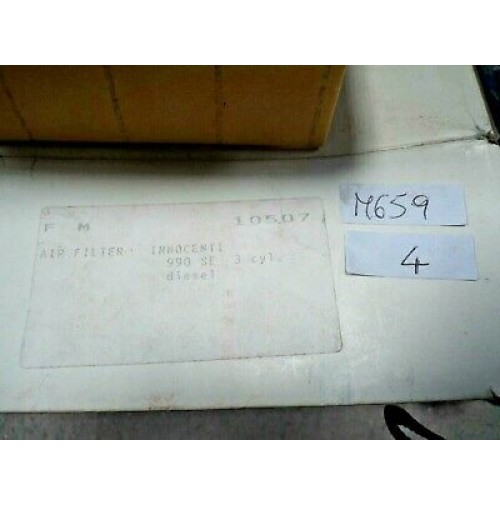 F M 10507
AIR FILTER: INNOCENTI
990 SE 3 cyl.
diesel
M659
4